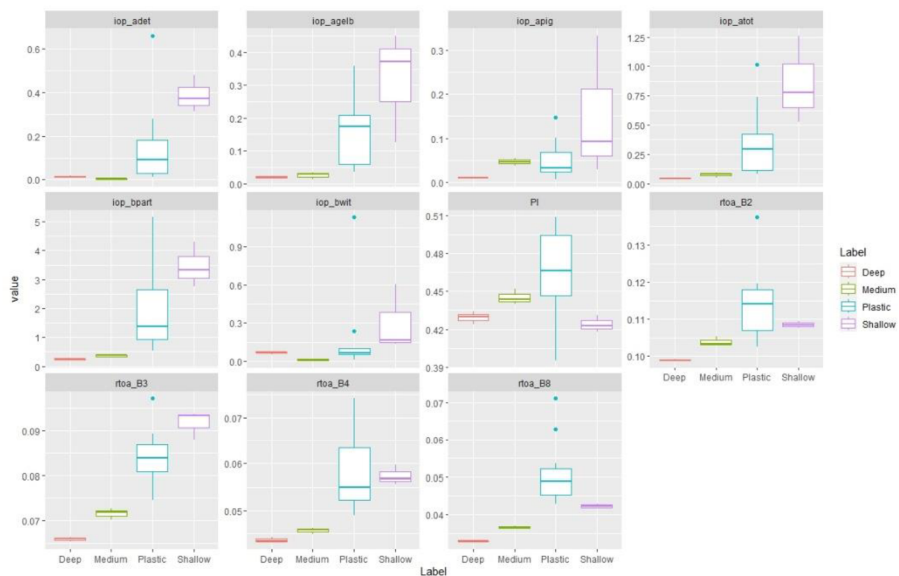 iop_adet
iop_agelb
iop_apig
iop_atot
0.6
0.4
0.2
0.0
0.4
0.3
0.2
0.1
0.0
0.3
0.2
0.1
0.0
1.25
1.00
0.75
0.50
0.25
0.00
iop_bpart
iop_bwit
PI
rtoa_B2
5
4
3
2
1
0
0.9
0.6
0.3
0.0
0.51
0.48
0.45
0.42
0.39
0.13
0.12
0.11
0.10
Deep Medium Plastic Shallow
rtoa_B3
rtoa_B4
rtoa_B8
0.09
0.08
0.07
0.07
0.06
0.05
0.07
0.06
0.05
0.04
Deep Medium Plastic Shallow
Deep Medium Plastic Shallow
Deep Medium Plastic Shallow
value
Label
Label
Deep
Medium
Plastic
Shallow